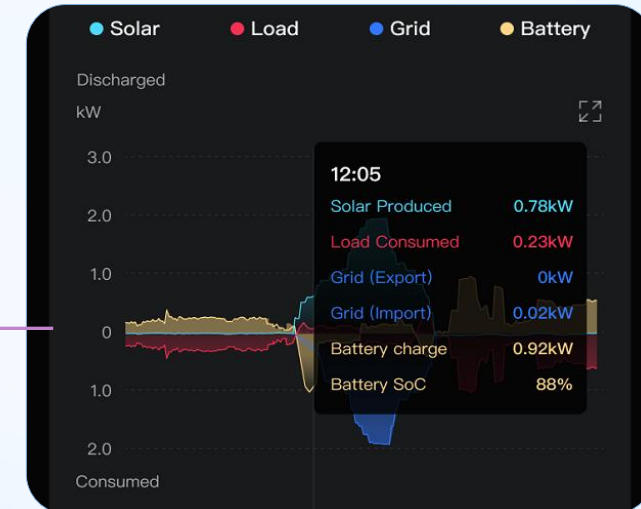 Solar Load Grid Battery
Discharged
kW
3.0
2.0
1.0
0
1.0
2.0
Consumed
12:05
Solar Produced 0.78kW
Load Consumed 0.23kW
Grid (Export) 0kW
Grid (Import) 0.02kW
Battery charge 0.92kW
Battery SoC 88%